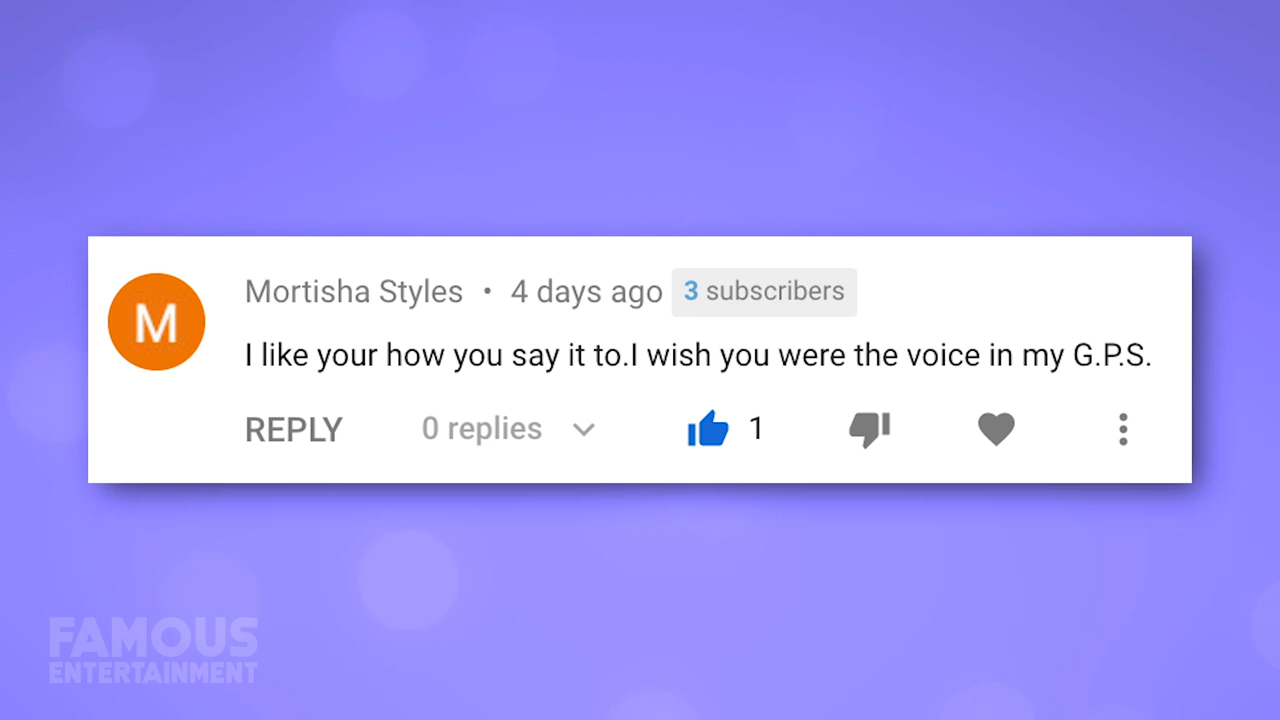 M
Mortisha Styles • 4 days ago 3 subscribers
I like your how you say it to.I wish you were the voice in my G.P.S.
REPLY 0 replies 1
FAMOUS
ENTERTAINMENT